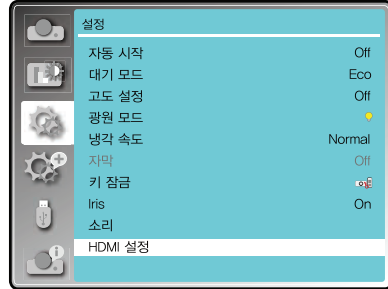 설정
자동 시작 Off
대기 모드 Eco
고도 설정 Off
광원 모드
냉각 속도 Normal
자막 Off
키 잠금
Iris On
소리
HDMI 설정